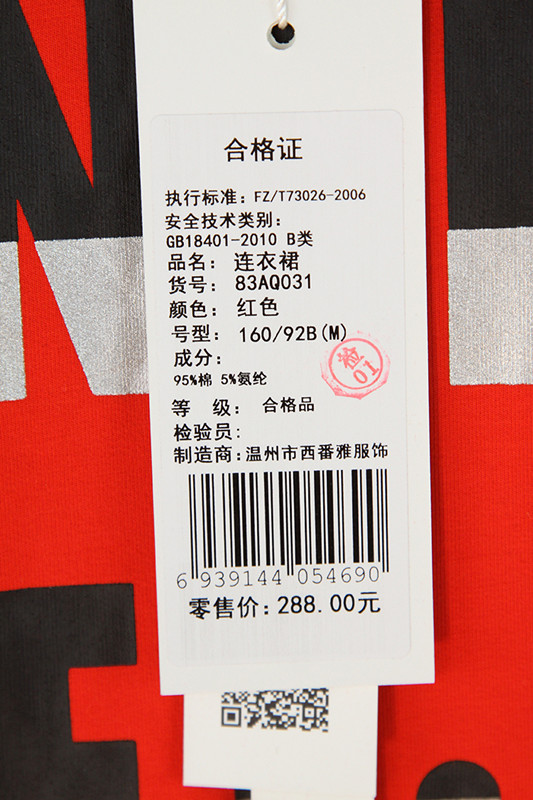 合格证
执行标准：FZ/T73026-2006
安全技术类别：
GB18401-2010 B类
品名：连衣裙
货号：83AQ031
颜色：红色
号型：160/92B(M)
成分：
95%棉 5%氨纶
检
01
等 级：合格品
检验员:
制造商:温州市西番雅服饰
6 939144 054690
零售价:288.00元